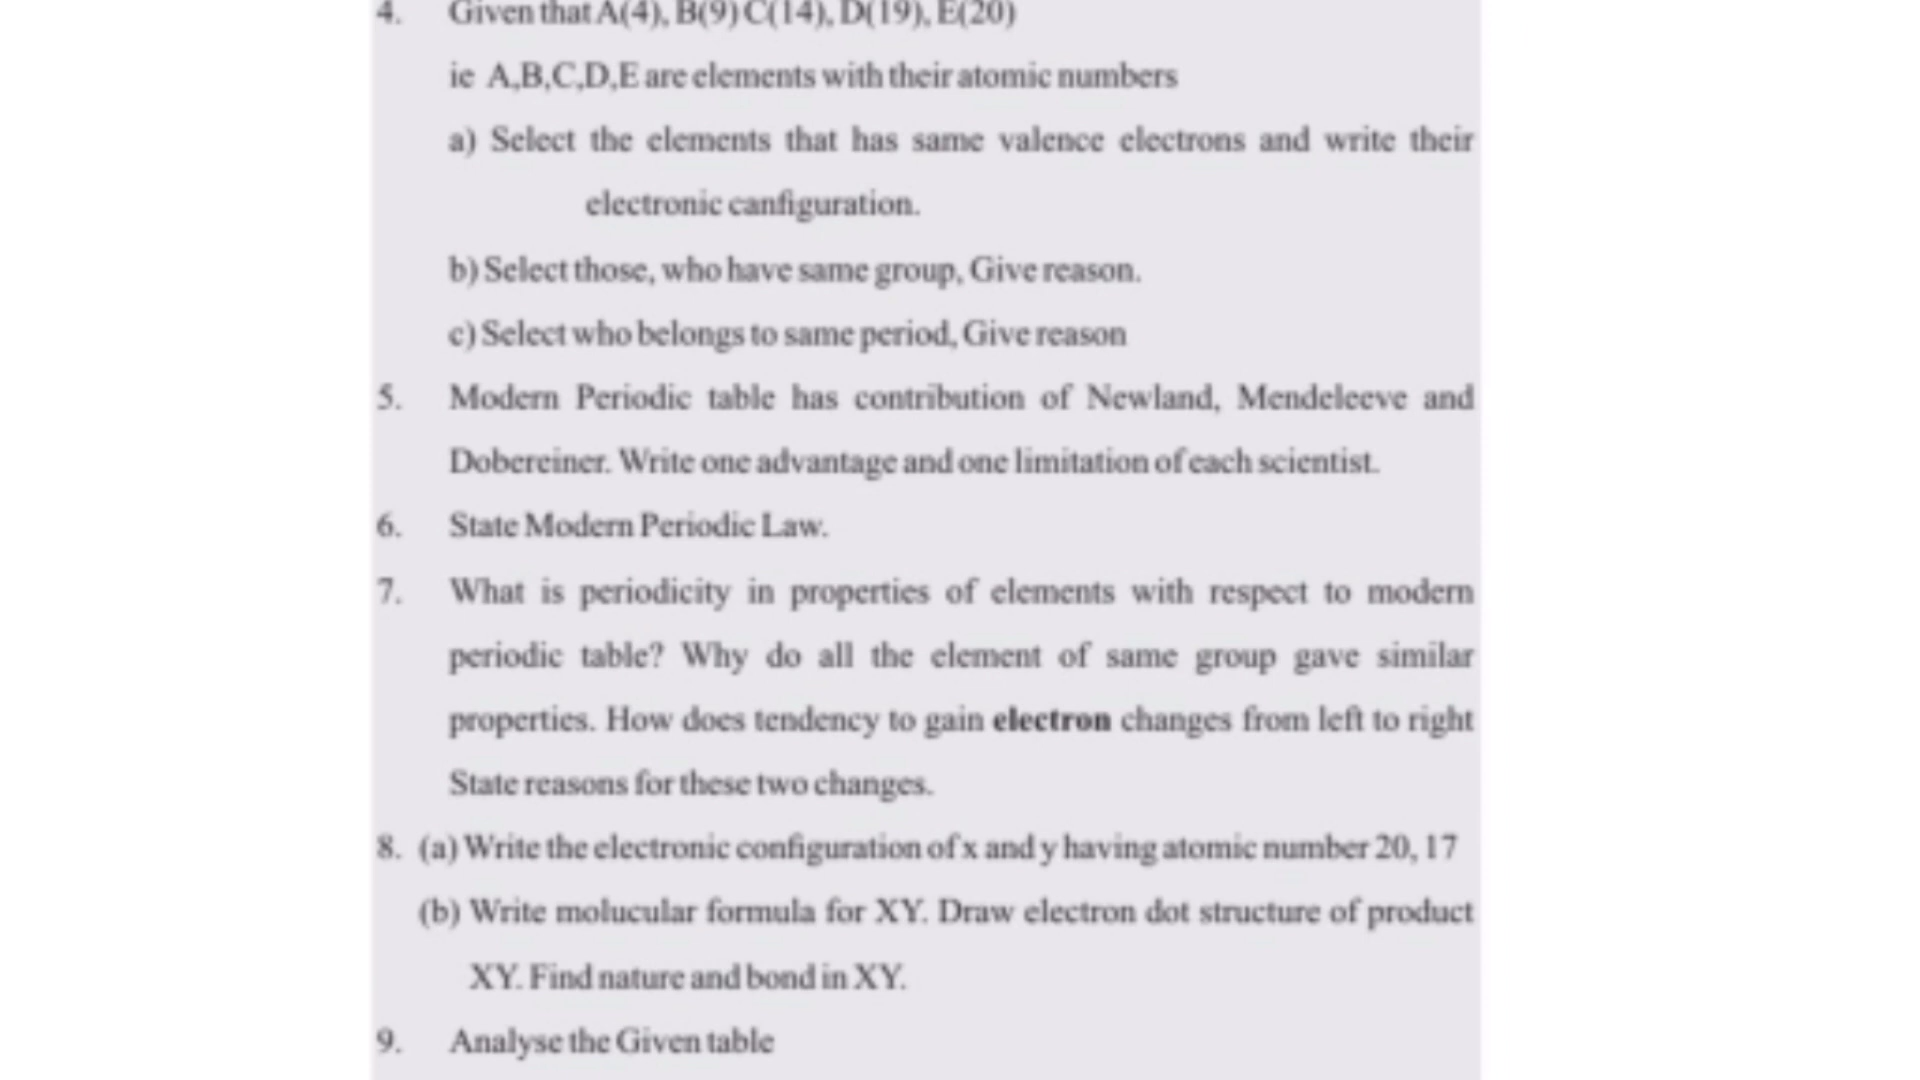 4. Given that A(4), B(9) C(14), D(19), E(20)
ie A,B,C,D,E are elements with their atomic numbers
a) Select the elements that has same valence electrons and write their
electronic canfiguration.
b) Select those, who have same group, Give reason.
c) Select who belongs to same period, Give reason
5. Modern Periodic table has contribution of Newland, Mendeleeve and
Dobereiner. Write one advantage and one limitation of each scientist.
6. State Modern Periodic Law.
7. What is periodicity in properties of elements with respect to modern
periodic table? Why do all the element of same group gave similar
properties. How does tendency to gain electron changes from left to right
State reasons for these two changes.
8. (a) Write the electronic configuration of x and y having atomic number 20, 17
(b) Write molucular formula for XY. Draw electron dot structure of product
XY. Find nature and bond in XY.
9. Analyse the Given table